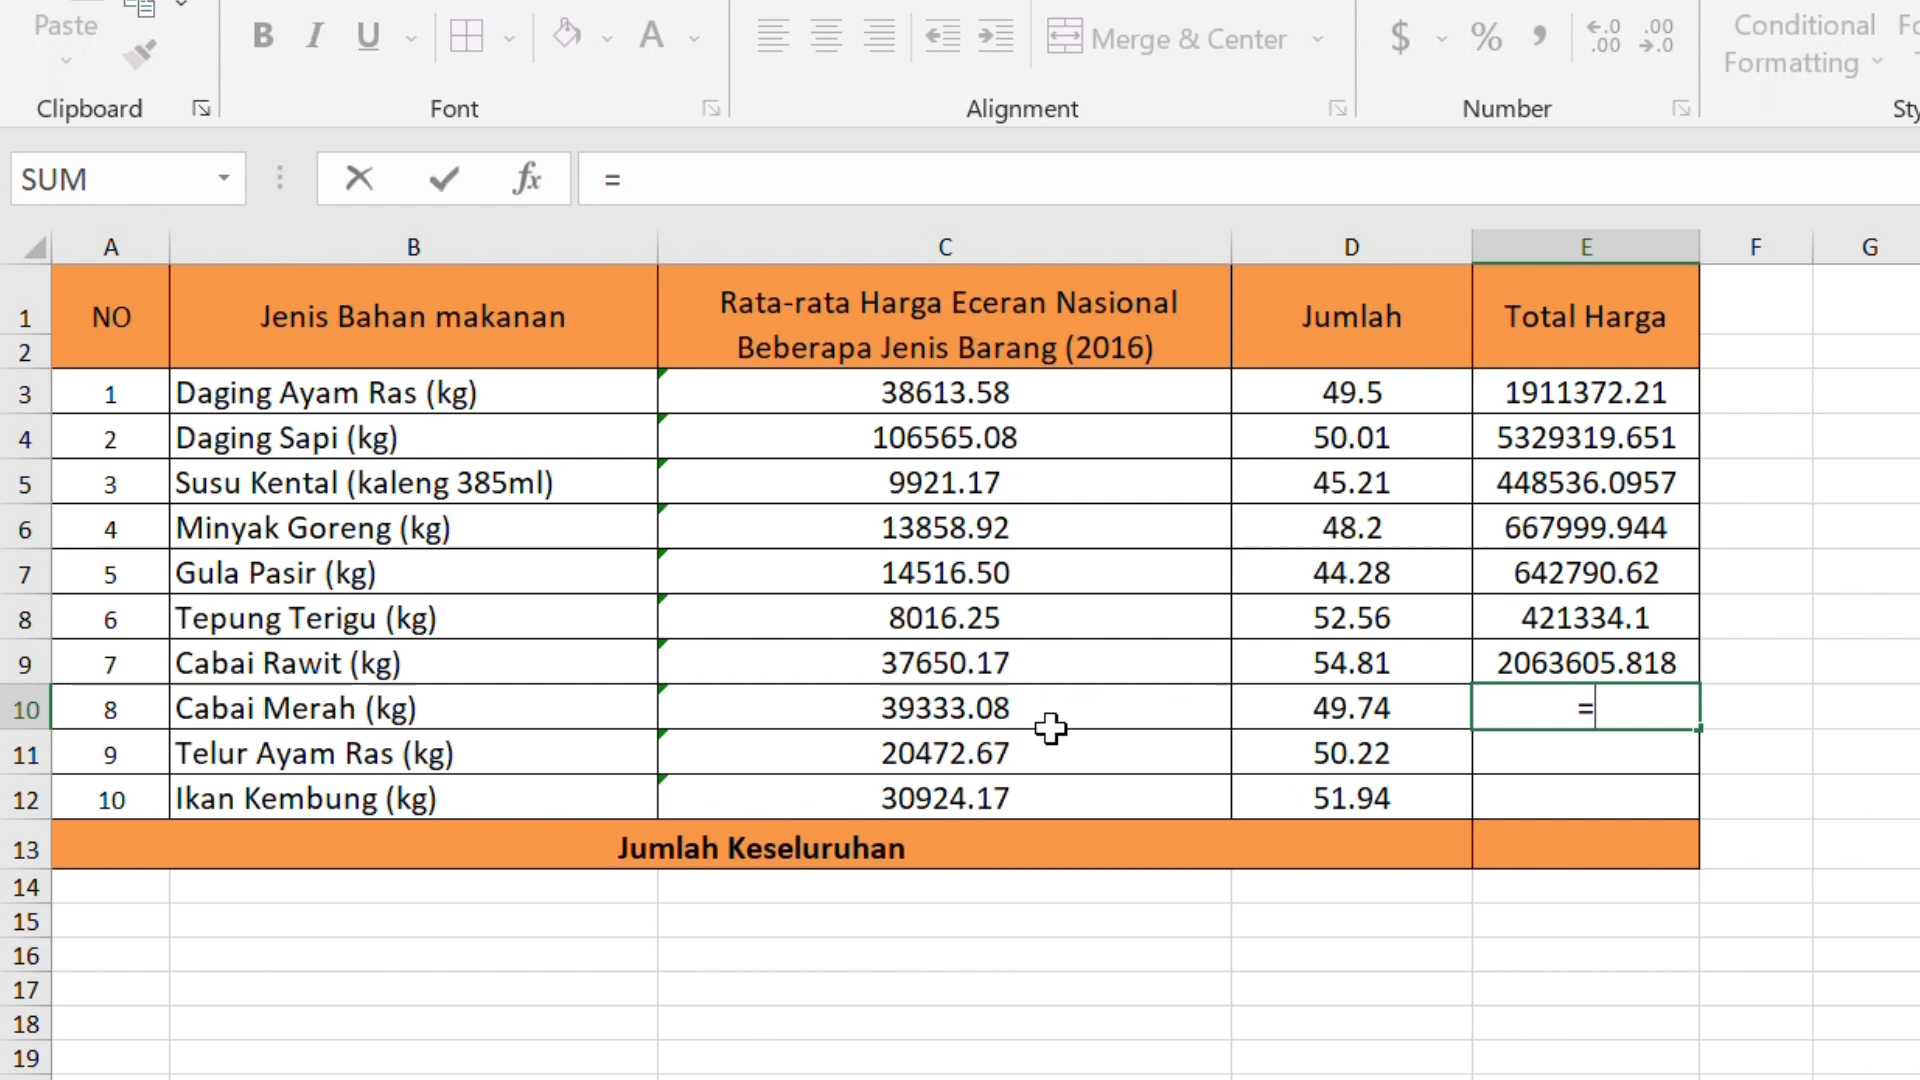 Paste
B I U A
Merge & Center
$ % ,
Conditional
Formatting
Clipboard
Font
Alignment
Number
SUM
fx
=
A B C D E F G
1 NO Jenis Bahan makanan Rata-rata Harga Eceran Nasional Jumlah Total Harga
2 Beberapa Jenis Barang (2016)
3 1 Daging Ayam Ras (kg) 38613.58 49.5 1911372.21
4 2 Daging Sapi (kg) 106565.08 50.01 5329319.651
5 3 Susu Kental (kaleng 385ml) 9921.17 45.21 448536.0957
6 4 Minyak Goreng (kg) 13858.92 48.2 667999.944
7 5 Gula Pasir (kg) 14516.50 44.28 642790.62
8 6 Tepung Terigu (kg) 8016.25 52.56 421334.1
9 7 Cabai Rawit (kg) 37650.17 54.81 2063605.818
10 8 Cabai Merah (kg) 39333.08 49.74 =
11 9 Telur Ayam Ras (kg) 20472.67 50.22
12 10 Ikan Kembung (kg) 30924.17 51.94
13 Jumlah Keseluruhan
14
15
16
17
18
19